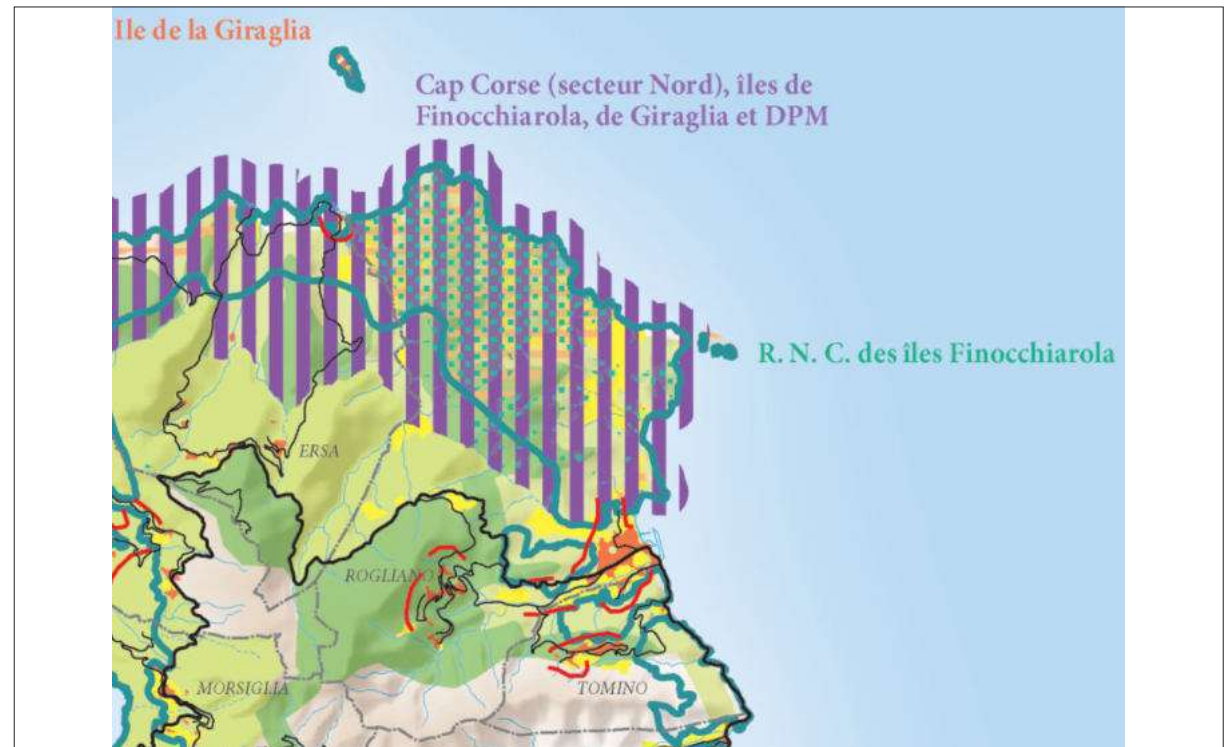 Ile de la Giraglia
Cap Corse (secteur Nord), îles de
Finocchiarola, de Giraglia et DPM
R. N. C. des îles Finocchiarola
ERSA
ROGLIANO
MORSIGLIA
TOMINO